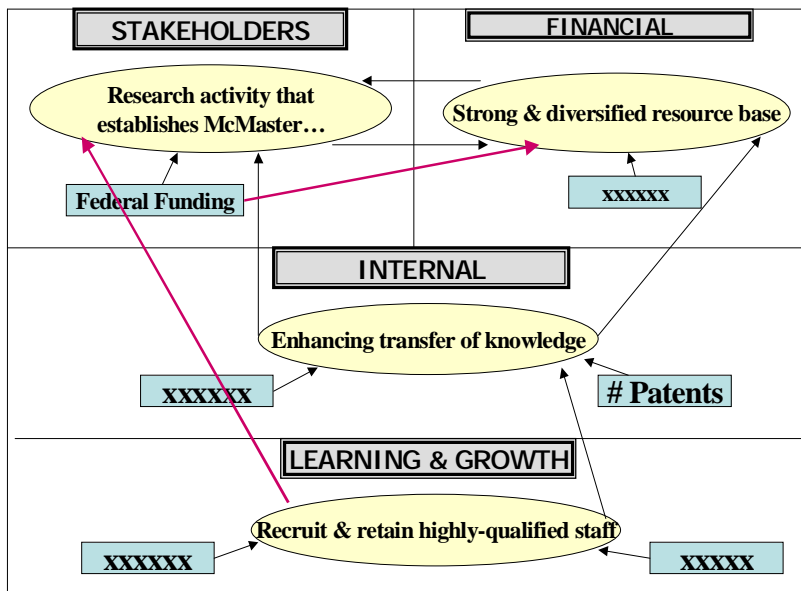 STAKEHOLDERS
FINANCIAL
Research activity that
establishes McMaster…
Strong & diversified resource base
Federal Funding
xxxxxx
INTERNAL
Enhancing transfer of knowledge
xxxxxx
# Patents
LEARNING & GROWTH
Recruit & retain highly-qualified staff
xxxxxx
xxxxx